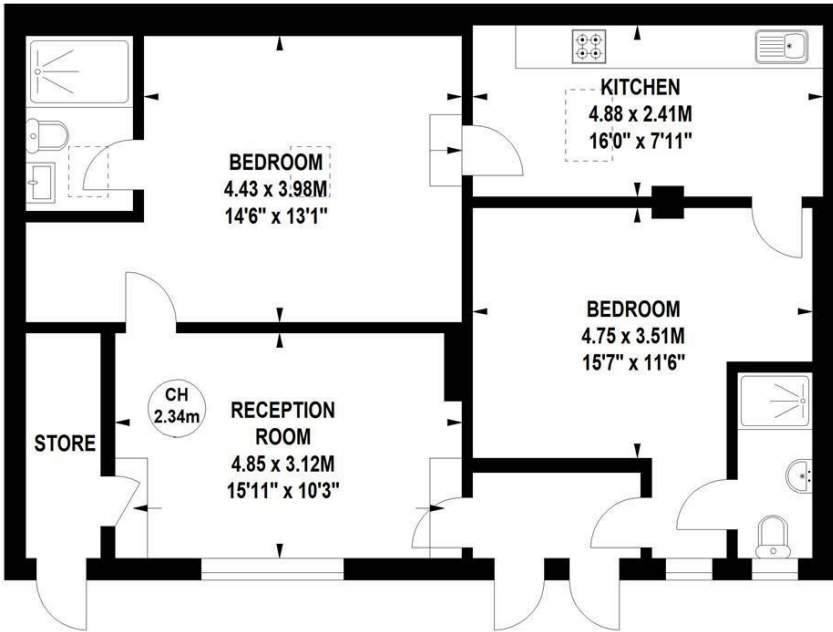 KITCHEN
4.88 x 2.41M
16'0" x 7'11"
BEDROOM
4.43 x 3.98M
14'6" x 13'1"
BEDROOM
4.75 x 3.51M
15'7" x 11'6"
CH
2.34m
RECEPTION
ROOM
4.85 x 3.12M
15'11" x 10'3"
STORE